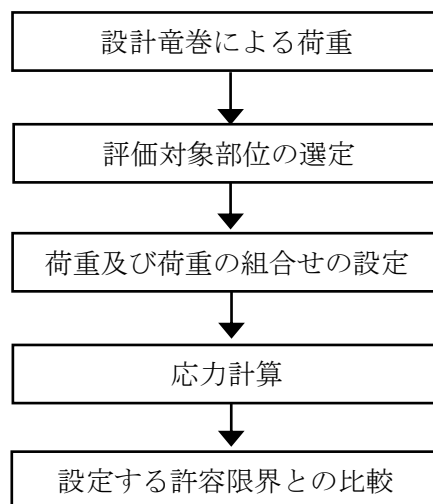 設計竜巻による荷重
評価対象部位の選定
荷重及び荷重の組合せの設定
応力計算
設定する許容限界との比較